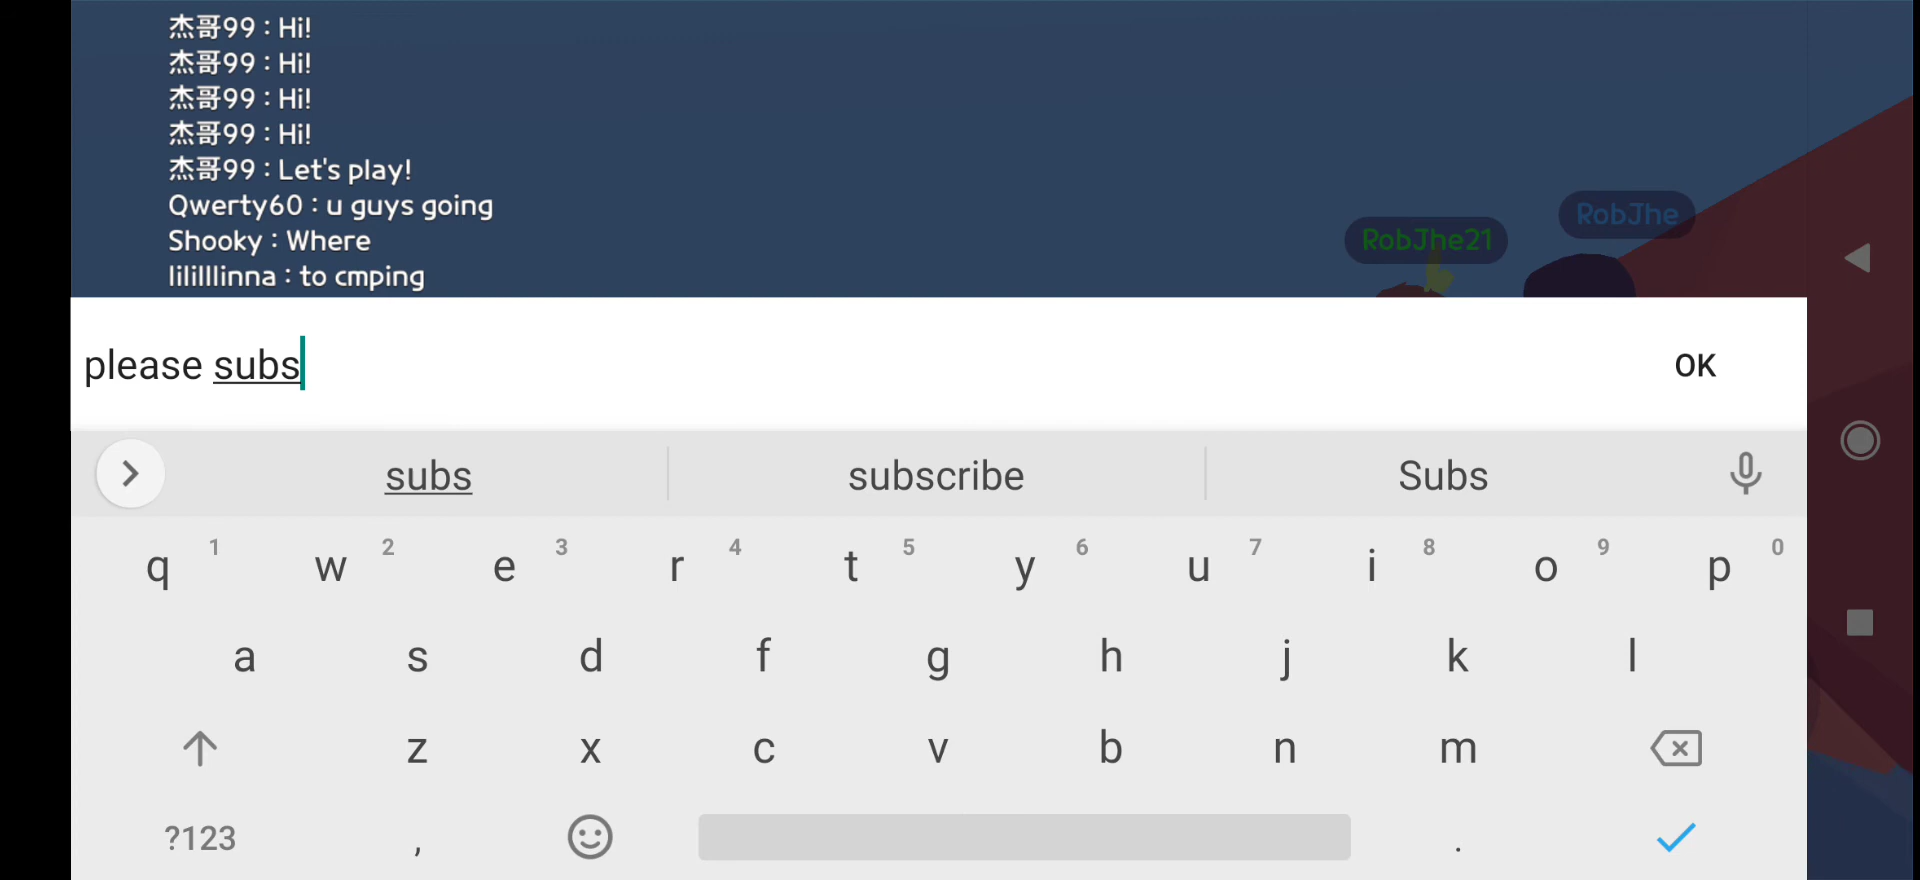 杰哥99 : Hi!
杰哥99 : Hi!
杰哥99 : Hi!
杰哥99 : Hi!
杰哥99 : Let's play!
Qwerty60 : u guys going
Shooky : Where
lililllinna : to cmping
RobJhe21
RobJhe
please subs
OK
subs subscribe Subs
q 1 w 2 e 3 r 4 t 5 y 6 u 7 i 8 o 9 p 0
a s d f g h j k l
z x c v b n m
?123 , .